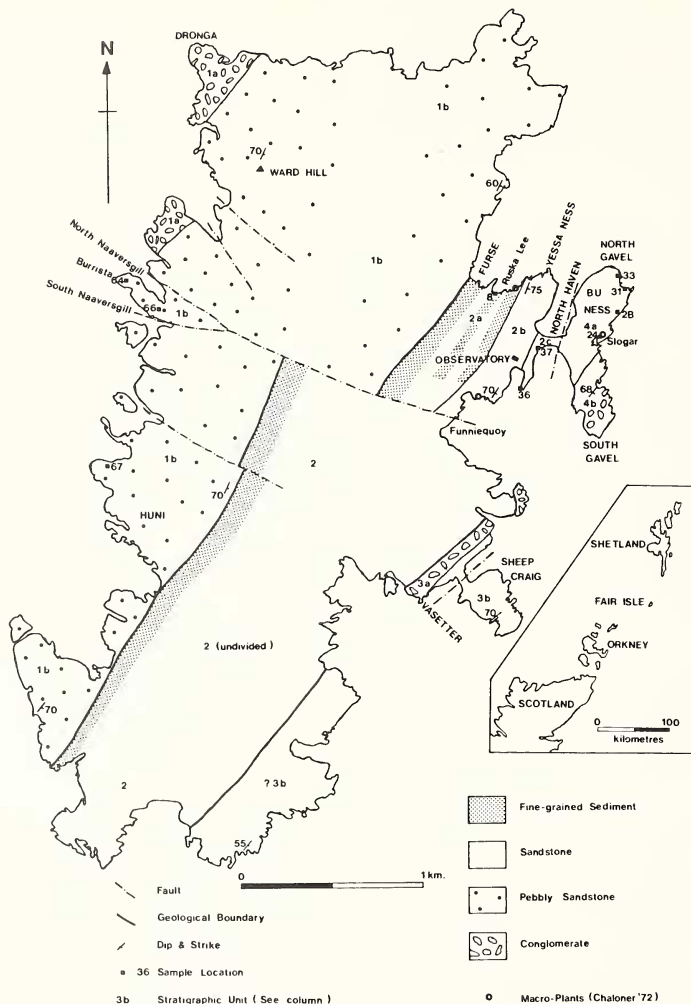 DRONGA
N
1a
1b
70
WARD HILL
60
1a
North Naaversgill
Burrista
64
South Naaversgill
66
1b
1b
FURSE
Ruska Lee
YESSA NESS
NORTH HAVEN
NORTH GAVEL
33
31
BU NESS
28
8
75
2a
2b
2c
4a
24
Slogar
OBSERVATORY
37
70
36
68
4b
Funniequoy
SOUTH GAVEL
2
67
1b
70
HUNI
3a
SHEEP CRAIG
3b
70
VASETTER
SHETLAND
FAIR ISLE
ORKNEY
SCOTLAND
0 100
kilometres
2 (undivided)
1b
70
2
? 3b
55
0 1 km.
Fault
Geological Boundary
Dip & Strike
36 Sample Location
3b Stratigraphic Unit (See column)
Fine-grained Sediment
Sandstone
Pebbly Sandstone
Conglomerate
Macro-Plants (Chaloner '72)